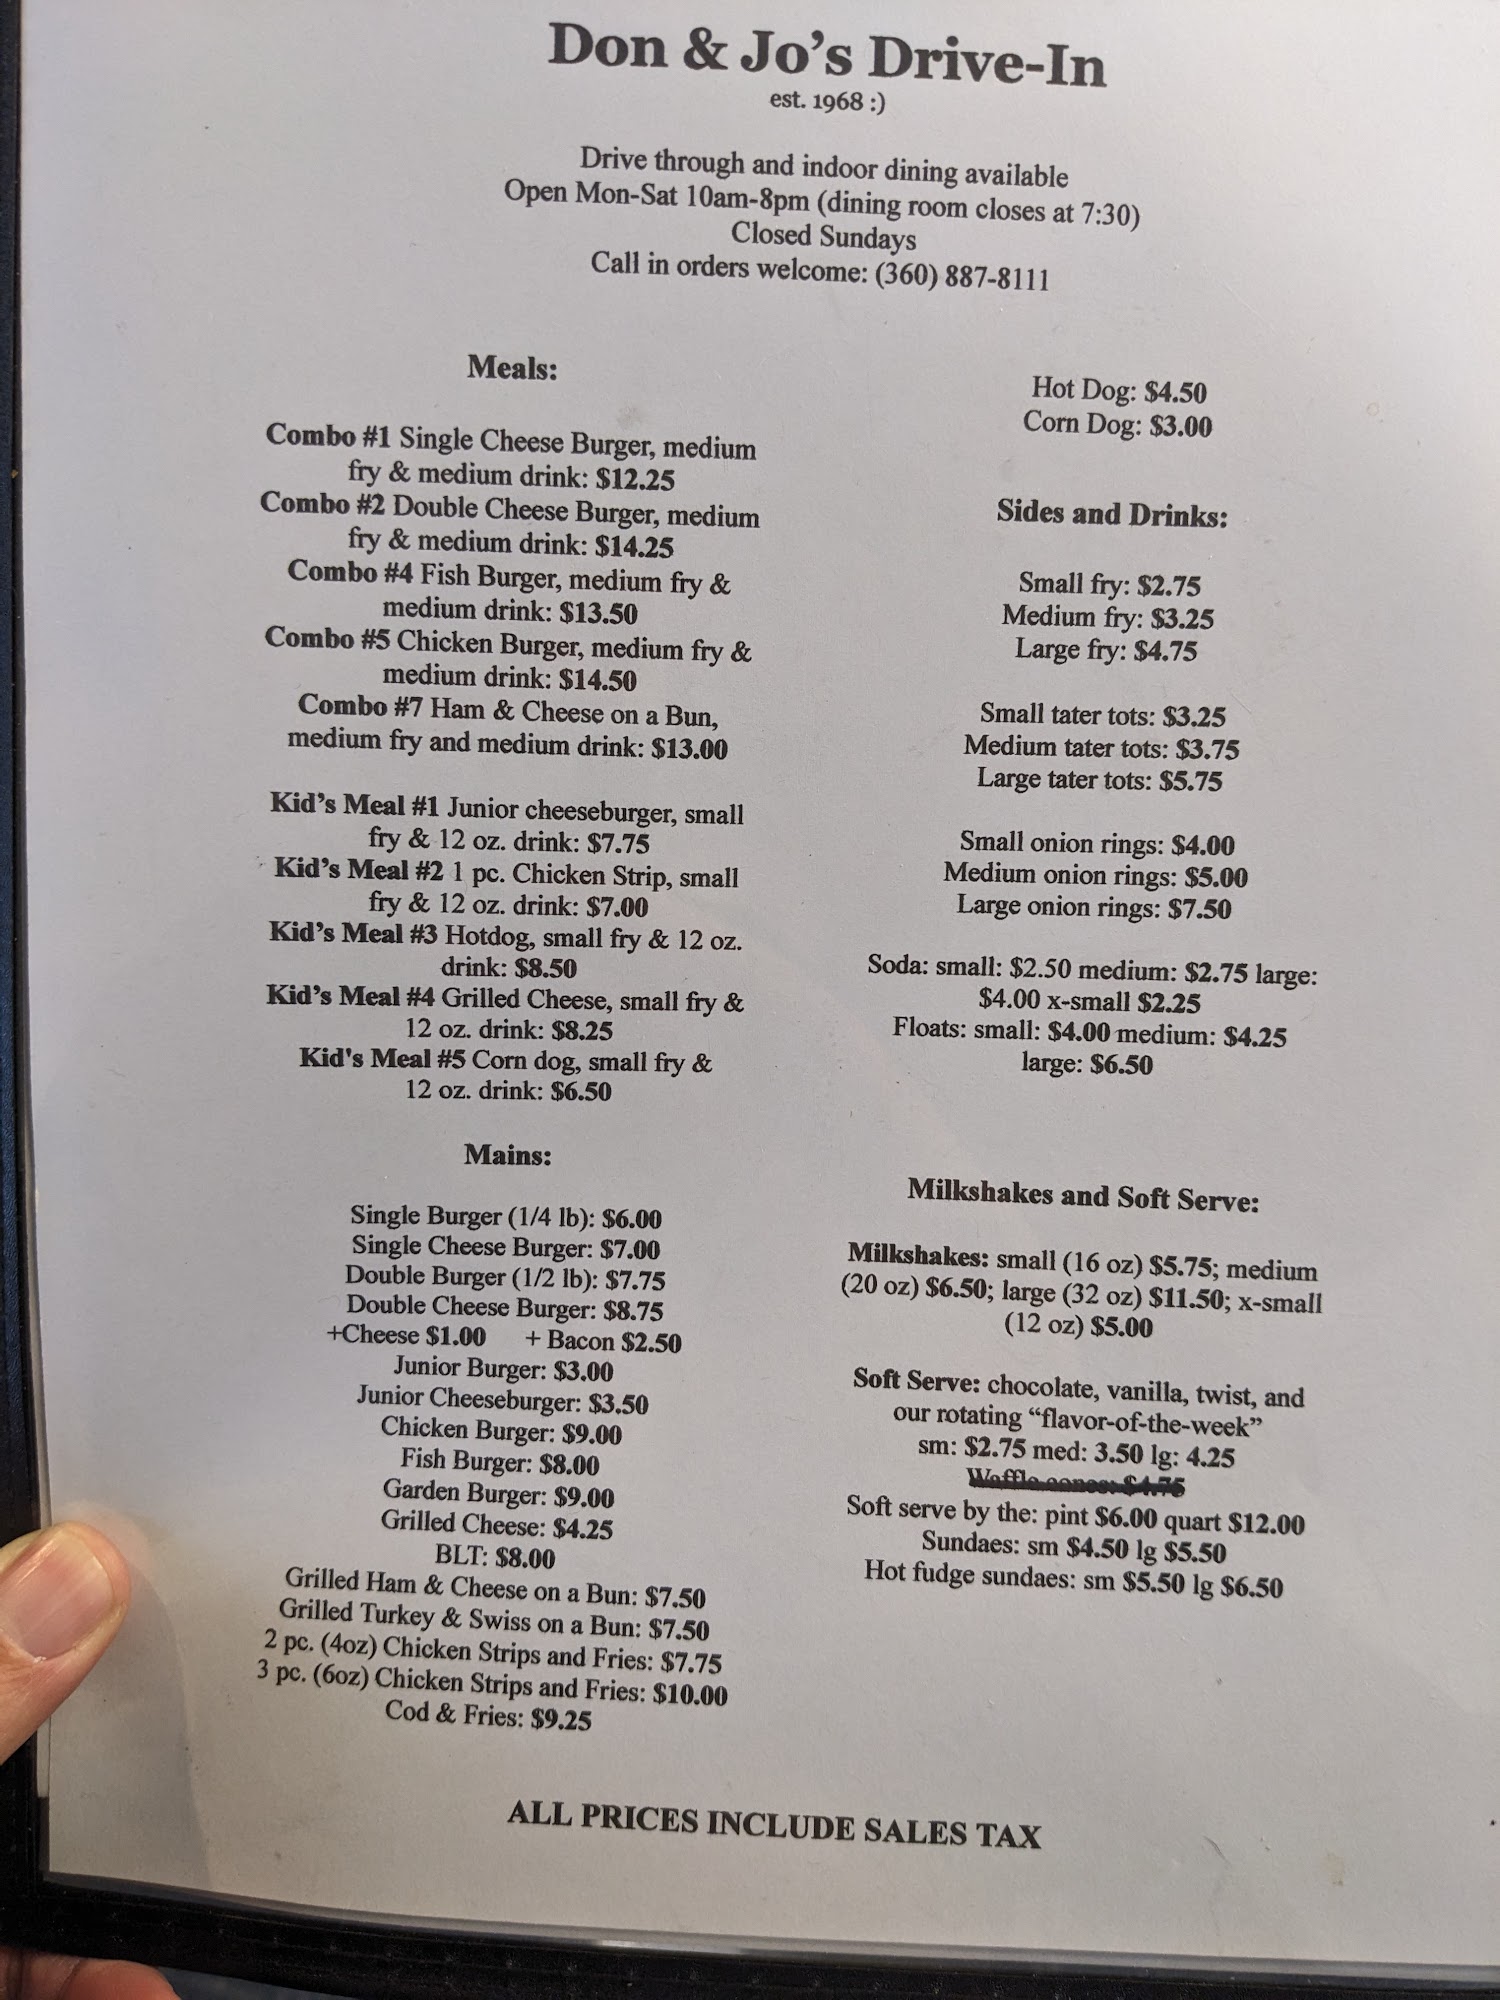 Don & Jo's Drive-In
est. 1968 :)
Drive through and indoor dining available
Open Mon-Sat 10am-8pm (dining room closes at 7:30)
Closed Sundays
Call in orders welcome: (360) 887-8111
Meals:
Combo #1 Single Cheese Burger, medium
fry & medium drink: $12.25
Combo #2 Double Cheese Burger, medium
fry & medium drink: $14.25
Combo #4 Fish Burger, medium fry &
medium drink: $13.50
Combo #5 Chicken Burger, medium fry &
medium drink: $14.50
Combo #7 Ham & Cheese on a Bun,
medium fry and medium drink: $13.00
Kid's Meal #1 Junior cheeseburger, small
fry & 12 oz. drink: $7.75
Kid's Meal #2 1 pc. Chicken Strip, small
fry & 12 oz. drink: $7.00
Kid's Meal #3 Hotdog, small fry & 12 oz.
drink: $8.50
Kid's Meal #4 Grilled Cheese, small fry &
12 oz. drink: $8.25
Kid's Meal #5 Corn dog, small fry &
12 oz. drink: $6.50
Mains:
Single Burger (1/4 lb): $6.00
Single Cheese Burger: $7.00
Double Burger (1/2 lb): $7.75
Double Cheese Burger: $8.75
+Cheese $1.00 + Bacon $2.50
Junior Burger: $3.00
Junior Cheeseburger: $3.50
Chicken Burger: $9.00
Fish Burger: $8.00
Garden Burger: $9.00
Grilled Cheese: $4.25
BLT: $8.00
Grilled Ham & Cheese on a Bun: $7.50
Grilled Turkey & Swiss on a Bun: $7.50
2 pc. (4oz) Chicken Strips and Fries: $7.75
3 pc. (6oz) Chicken Strips and Fries: $10.00
Cod & Fries: $9.25
Hot Dog: $4.50
Corn Dog: $3.00
Sides and Drinks:
Small fry: $2.75
Medium fry: $3.25
Large fry: $4.75
Small tater tots: $3.25
Medium tater tots: $3.75
Large tater tots: $5.75
Small onion rings: $4.00
Medium onion rings: $5.00
Large onion rings: $7.50
Soda: small: $2.50 medium: $2.75 large:
$4.00 x-small $2.25
Floats: small: $4.00 medium: $4.25
large: $6.50
Milkshakes and Soft Serve:
Milkshakes: small (16 oz) $5.75; medium
(20 oz) $6.50; large (32 oz) $11.50; x-small
(12 oz) $5.00
Soft Serve: chocolate, vanilla, twist, and
our rotating "flavor-of-the-week"
sm: $2.75 med: 3.50 lg: 4.25
Waffle cones: $4.75
Soft serve by the: pint $6.00 quart $12.00
Sundaes: sm $4.50 lg $5.50
Hot fudge sundaes: sm $5.50 lg $6.50
ALL PRICES INCLUDE SALES TAX